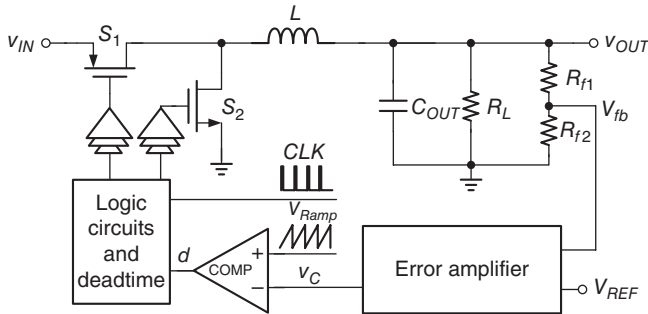 v_IN
S_1
L
v_OUT
S_2
C_OUT
R_L
R_f1
V_fb
R_f2
CLK
V_Ramp
Logic
circuits
and
deadtime
d
COMP
+
−
v_C
Error amplifier
V_REF